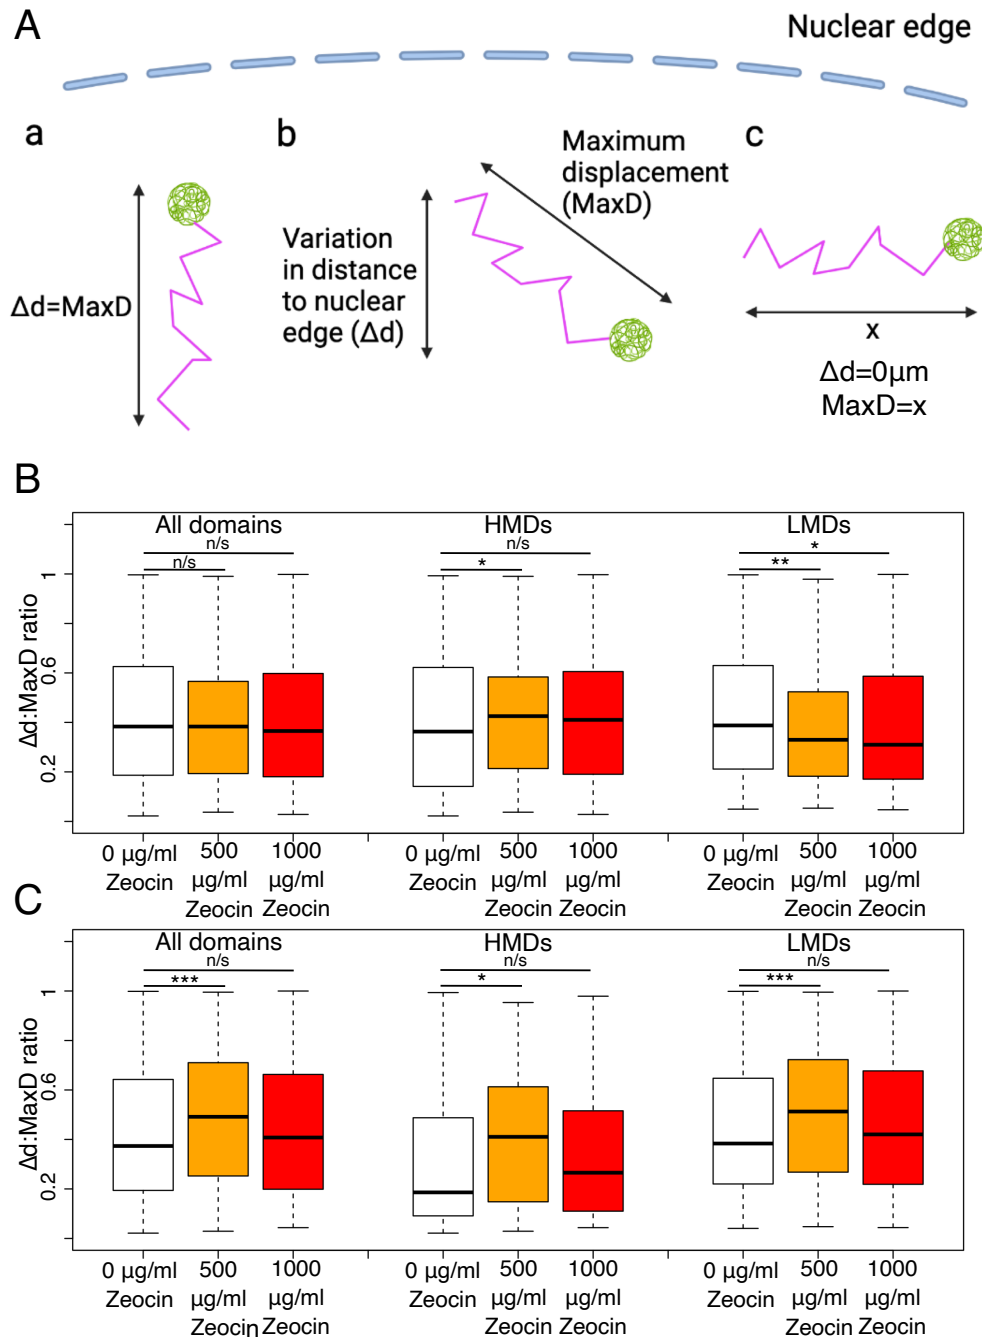 A
Nuclear edge
a
b
c
Δd=MaxD
Variation
in distance
to nuclear
edge (Δd)
Maximum
displacement
(MaxD)
x
Δd=0μm
MaxD=x
B
All domains
HMDs
LMDs
n/s
n/s
n/s
*
*
**
Δd:MaxD ratio
1
0.6
0.2
0 μg/ml
Zeocin
500
μg/ml
Zeocin
1000
μg/ml
Zeocin
0 μg/ml
Zeocin
500
μg/ml
Zeocin
1000
μg/ml
Zeocin
0 μg/ml
Zeocin
500
μg/ml
Zeocin
1000
μg/ml
Zeocin
C
All domains
HMDs
LMDs
n/s
***
n/s
*
n/s
***
Δd:MaxD ratio
1
0.6
0.2
0 μg/ml
Zeocin
500
μg/ml
Zeocin
1000
μg/ml
Zeocin
0 μg/ml
Zeocin
500
μg/ml
Zeocin
1000
μg/ml
Zeocin
0 μg/ml
Zeocin
500
μg/ml
Zeocin
1000
μg/ml
Zeocin